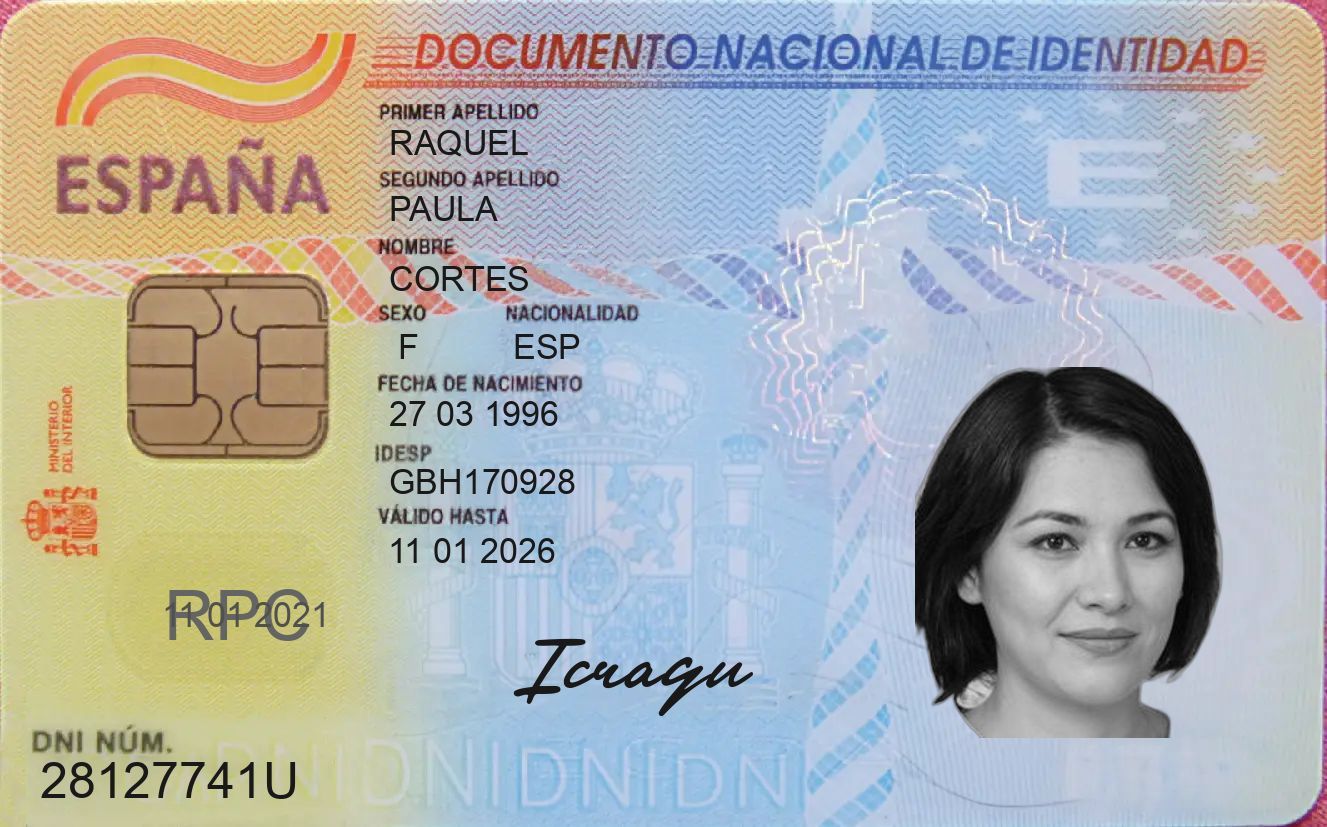 DOCUMENTO NACIONAL DE IDENTIDAD
ESPAÑA
E
PRIMER APELLIDO
RAQUEL
SEGUNDO APELLIDO
PAULA
NOMBRE
CORTES
SEXO NACIONALIDAD
F ESP
FECHA DE NACIMIENTO
27 03 1996
IDESP
GBH170928
VÁLIDO HASTA
11 01 2026
MINISTERIO
DEL INTERIOR
RPC
11 01 2021
Icragu
DNI NÚM.
28127741U
DNIDNIDNIDNI